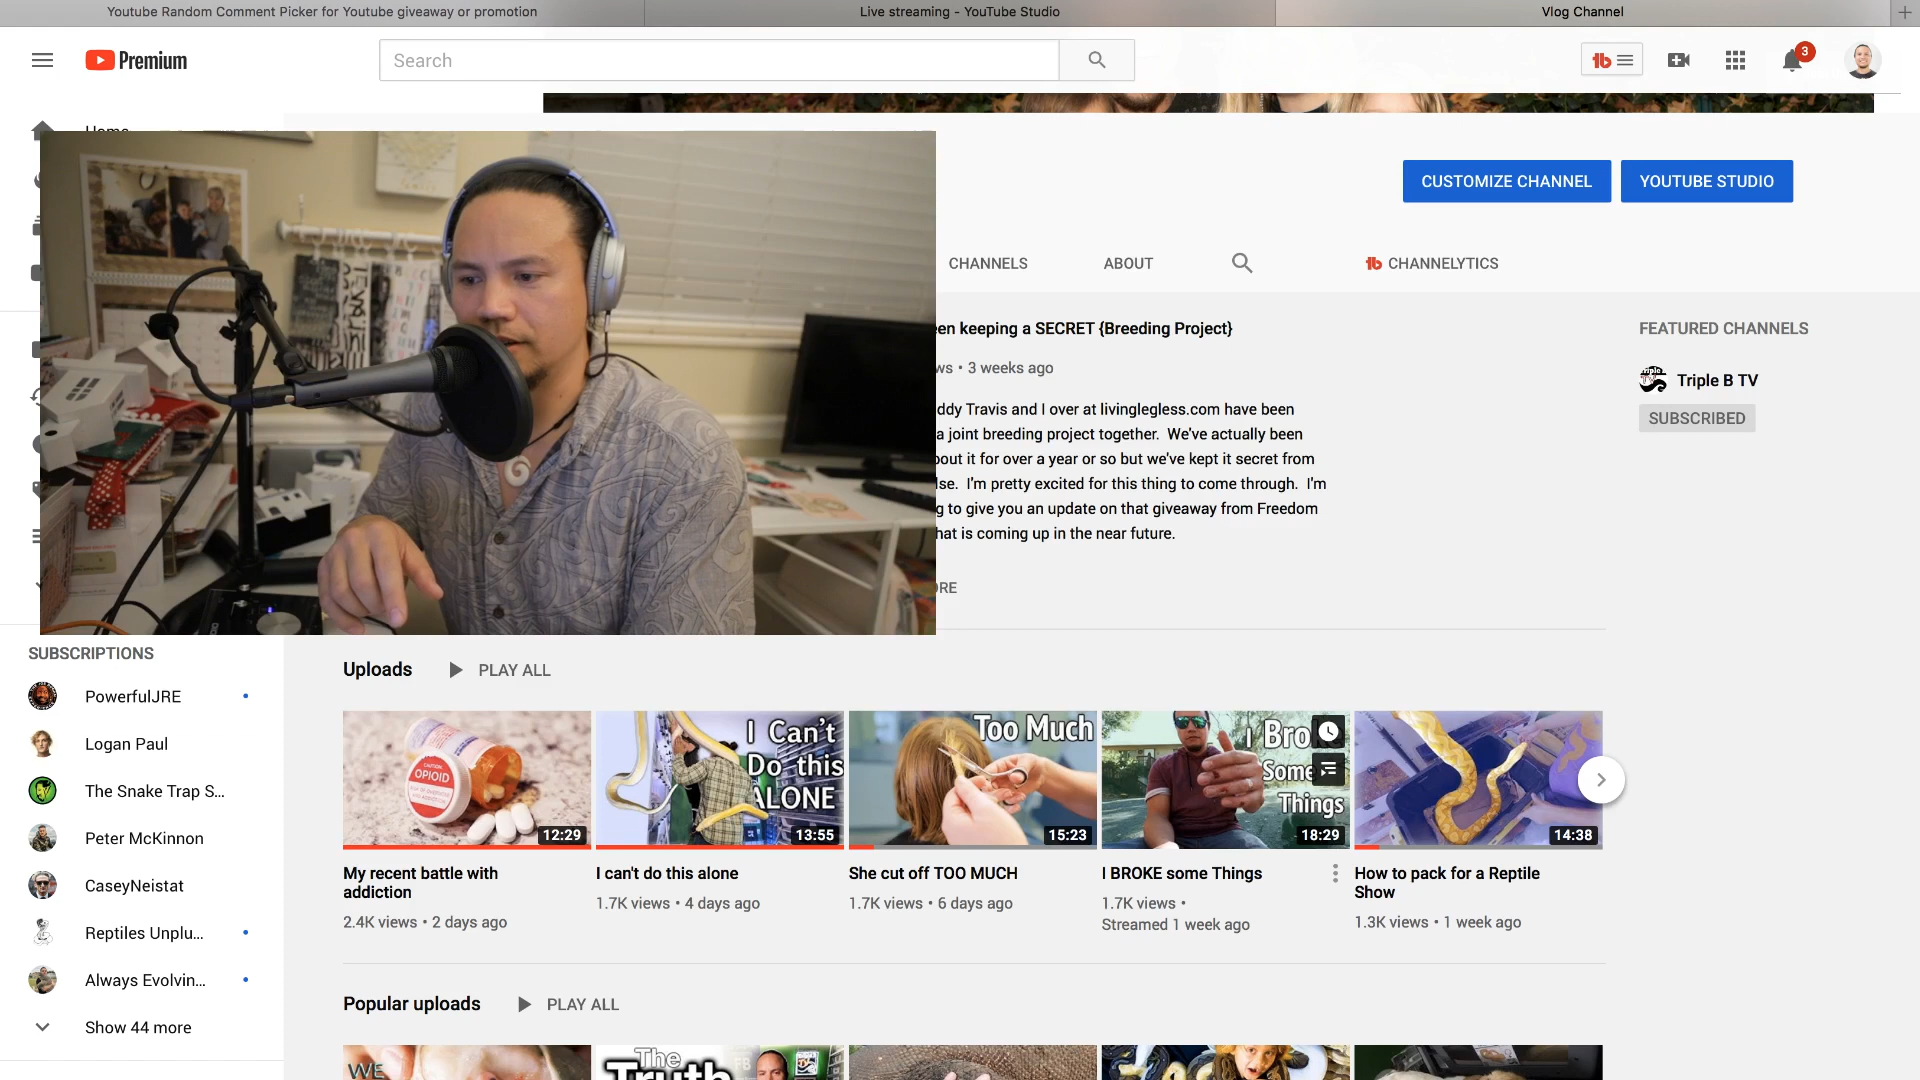 Youtube Random Comment Picker for Youtube giveaway or promotion
Live streaming - YouTube Studio
Vlog Channel
Premium
Search
3
Home
CUSTOMIZE CHANNEL
YOUTUBE STUDIO
CHANNELS
ABOUT
CHANNELYTICS
en keeping a SECRET {Breeding Project}
ws • 3 weeks ago
ddy Travis and I over at livinglegless.com have been
a joint breeding project together. We've actually been
out it for over a year or so but we've kept it secret from
lse. I'm pretty excited for this thing to come through. I'm
g to give you an update on that giveaway from Freedom
hat is coming up in the near future.
ORE
FEATURED CHANNELS
Triple B TV
SUBSCRIBED
SUBSCRIPTIONS
PowerfulJRE
Logan Paul
The Snake Trap S...
Peter McKinnon
CaseyNeistat
Reptiles Unplu...
Always Evolvin...
Show 44 more
Uploads
PLAY ALL
OPIOID
12:29
My recent battle with
addiction
2.4K views • 2 days ago
I Can't
Do this
ALONE
13:55
I can't do this alone
1.7K views • 4 days ago
Too Much
15:23
She cut off TOO MUCH
1.7K views • 6 days ago
I Broke
Some
Things
18:29
I BROKE some Things
1.7K views •
Streamed 1 week ago
14:38
How to pack for a Reptile
Show
1.3K views • 1 week ago
Popular uploads
PLAY ALL
WE
The
Truth